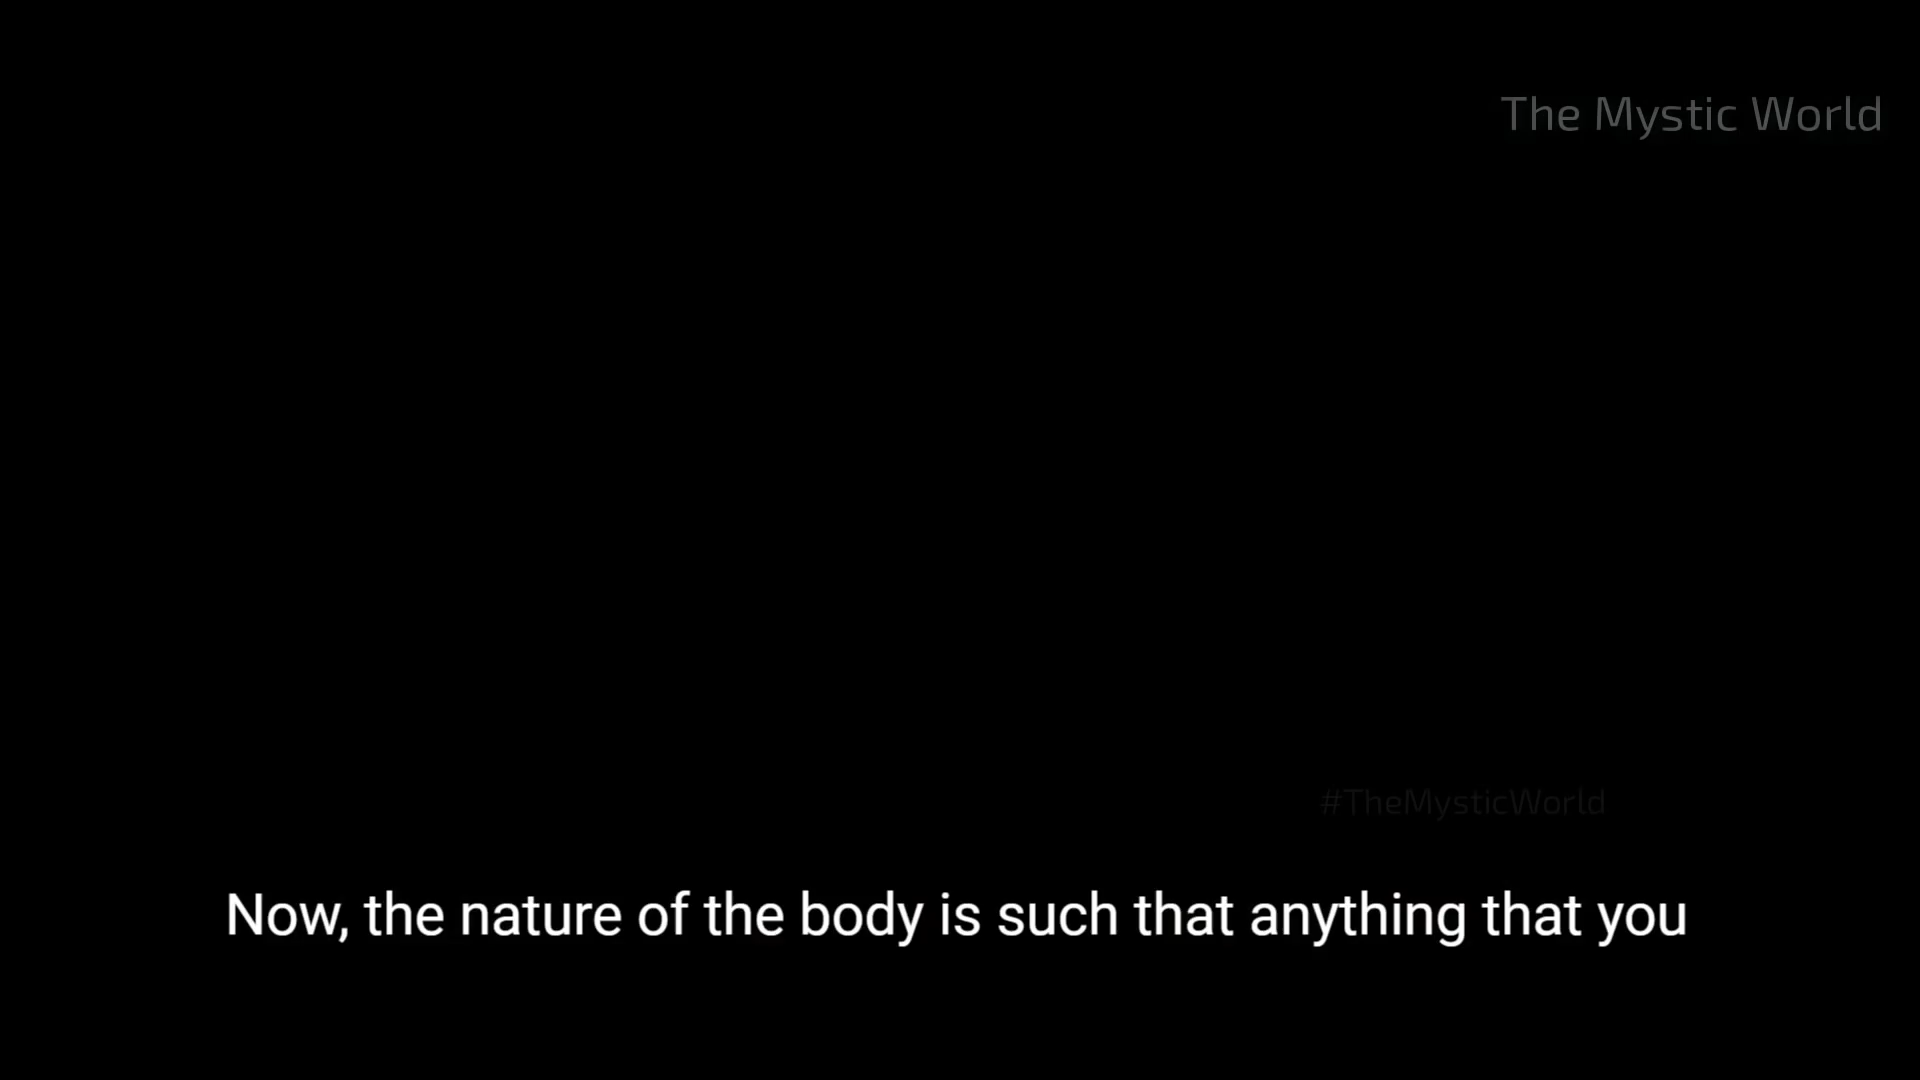 The Mystic World
#TheMysticWorld
Now, the nature of the body is such that anything that you